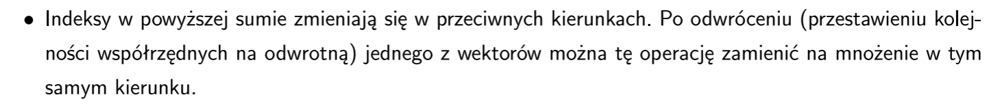 • Indeksy w powyższej sumie zmieniają się w przeciwnych kierunkach. Po odwróceniu (przestawieniu kolej-
ności współrzędnych na odwrotną) jednego z wektorów można tę operację zamienić na mnożenie w tym
samym kierunku.